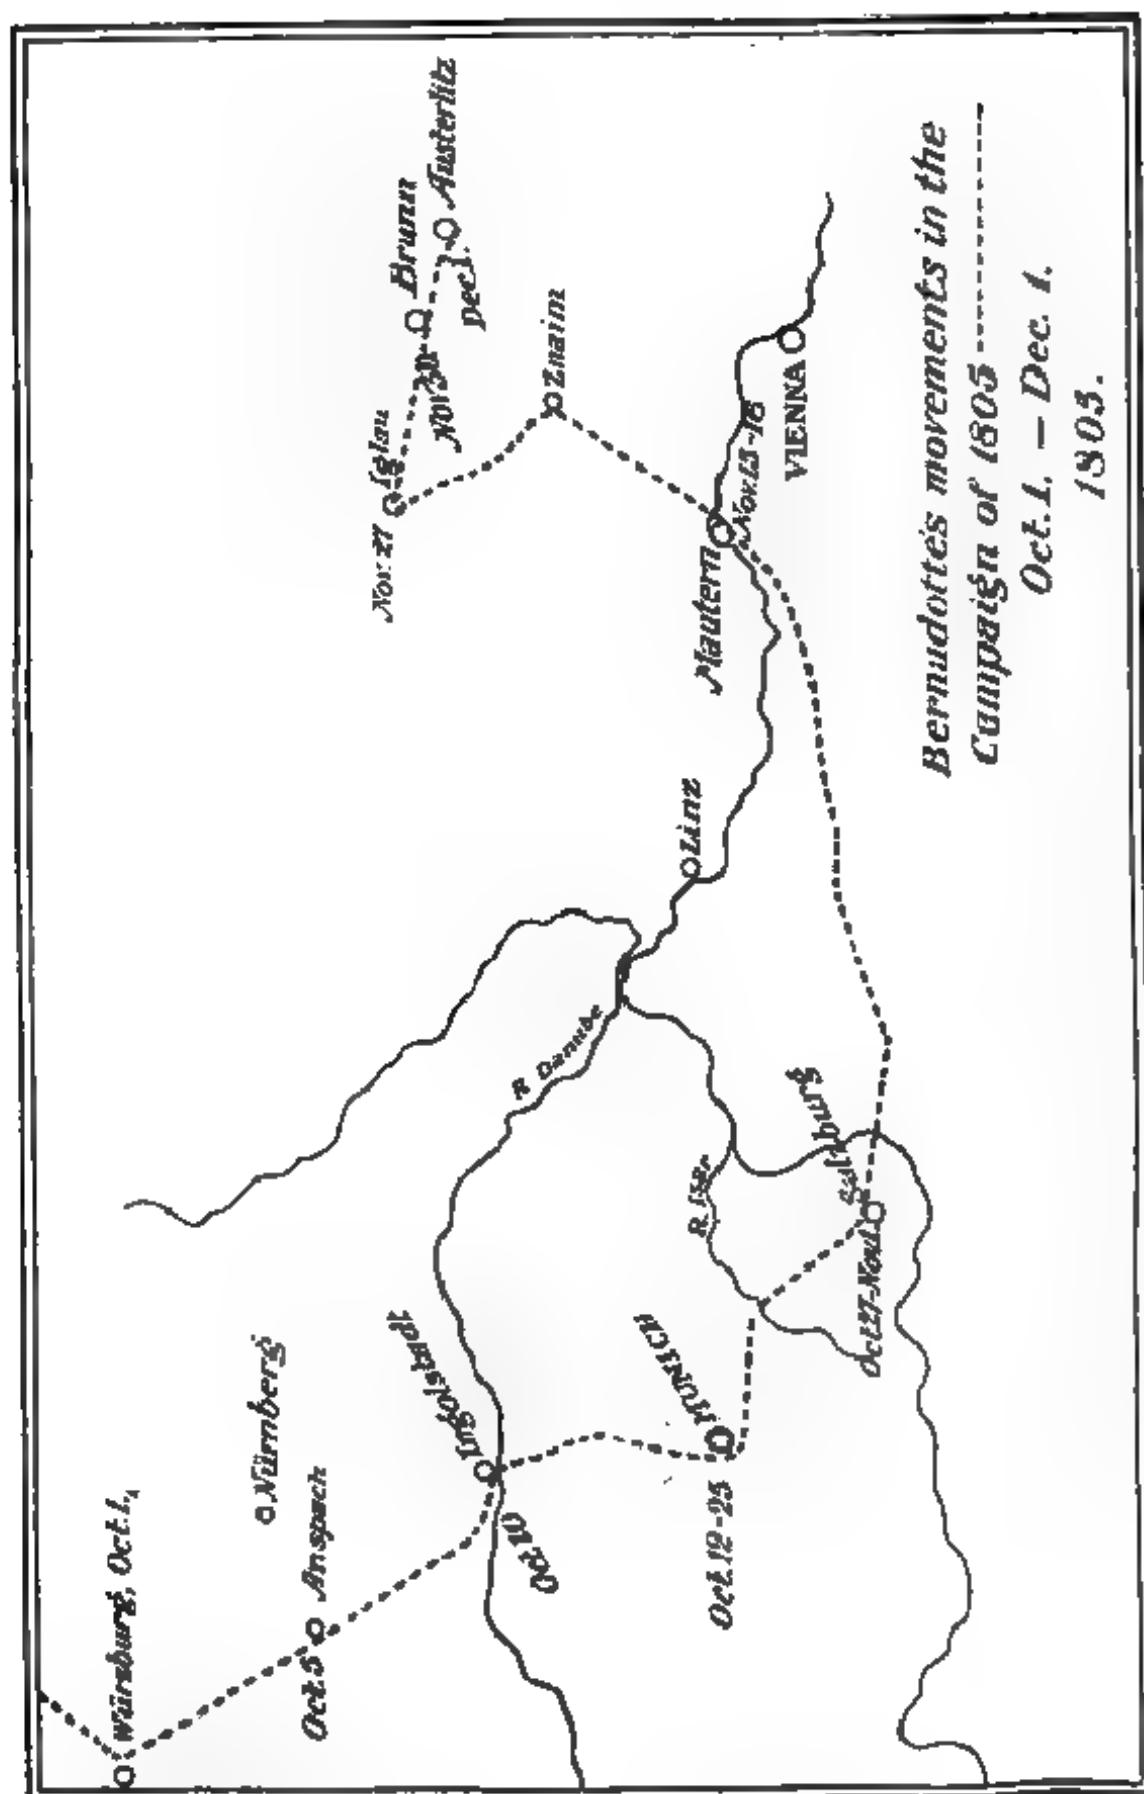 Würzburg, Oct. 1.
Nürnberg
Oct. 5
Anspach
Ingolstadt
Oct. 10
R. Danube
MUNICH
Oct. 12-25
R. Isar
Salzburg
Oct. 27-Nov. 1.
Linz
Mautern
Nov. 15-16
VIENNA
Znaim
Nov. 27
Iglau
Nov. 30
Brunn
Austerlitz
Dec. 1.
Bernadotte's movements in the
Campaign of 1805
Oct. 1. — Dec. 1.
1805.